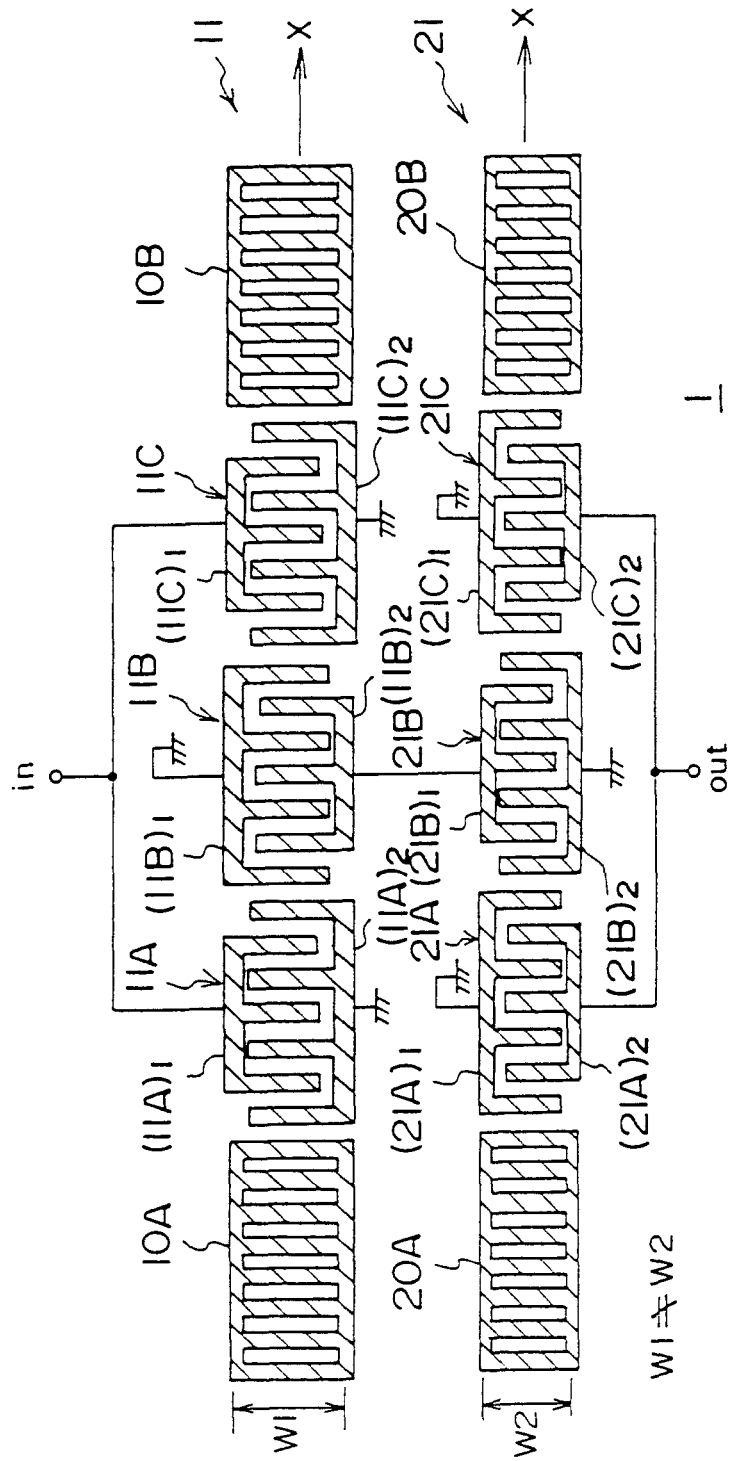 in
11
X
10A
(11A)1
11A
(11B)1
11B
(11C)1
11C
10B
W1
(11A)2
(11B)2
(11C)2
21
X
20A
(21A)1
21A
(21B)1
21B
(21C)1
21C
20B
W2
(21A)2
(21B)2
(21C)2
out
W1≠W2
1